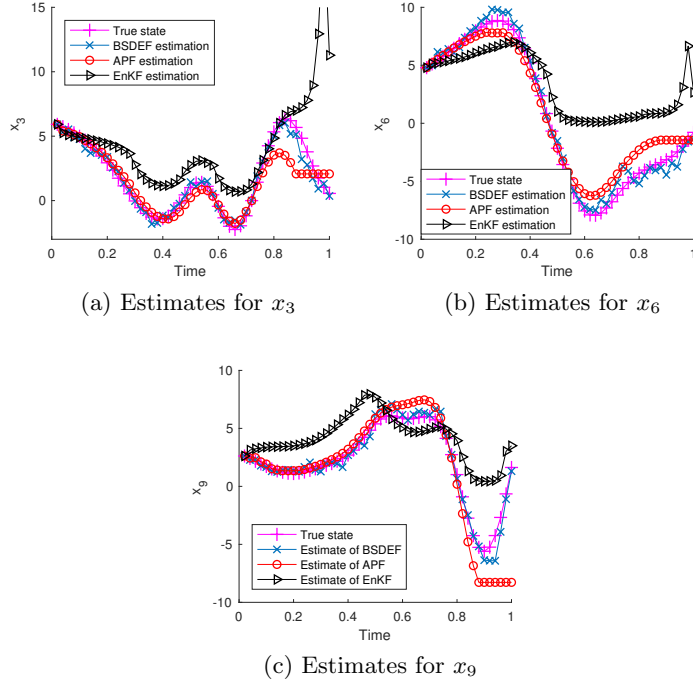 15
10
5
0
x3
True state
BSDEF estimation
APF estimation
EnKF estimation
0 0.2 0.4 0.6 0.8 1
Time
(a) Estimates for x3
10
5
0
-5
-10
x6
True state
BSDEF estimation
APF estimation
EnKF estimation
0 0.2 0.4 0.6 0.8 1
Time
(b) Estimates for x6
10
5
0
-5
-10
x9
True state
Estimate of BSDEF
Estimate of APF
Estimate of EnKF
0 0.2 0.4 0.6 0.8 1
Time
(c) Estimates for x9